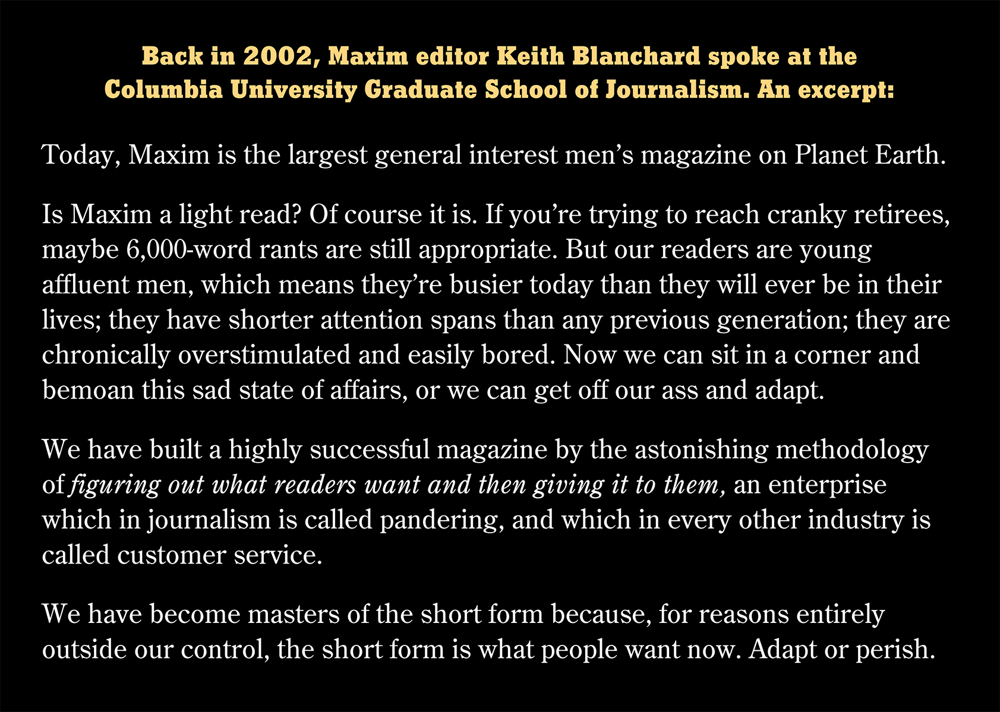 Back in 2002, Maxim editor Keith Blanchard spoke at the
Columbia University Graduate School of Journalism. An excerpt:
Today, Maxim is the largest general interest men’s magazine on Planet Earth.
Is Maxim a light read? Of course it is. If you’re trying to reach cranky retirees,
maybe 6,000-word rants are still appropriate. But our readers are young
affluent men, which means they’re busier today than they will ever be in their
lives; they have shorter attention spans than any previous generation; they are
chronically overstimulated and easily bored. Now we can sit in a corner and
bemoan this sad state of affairs, or we can get off our ass and adapt.
We have built a highly successful magazine by the astonishing methodology
of figuring out what readers want and then giving it to them, an enterprise
which in journalism is called pandering, and which in every other industry is
called customer service.
We have become masters of the short form because, for reasons entirely
outside our control, the short form is what people want now. Adapt or perish.